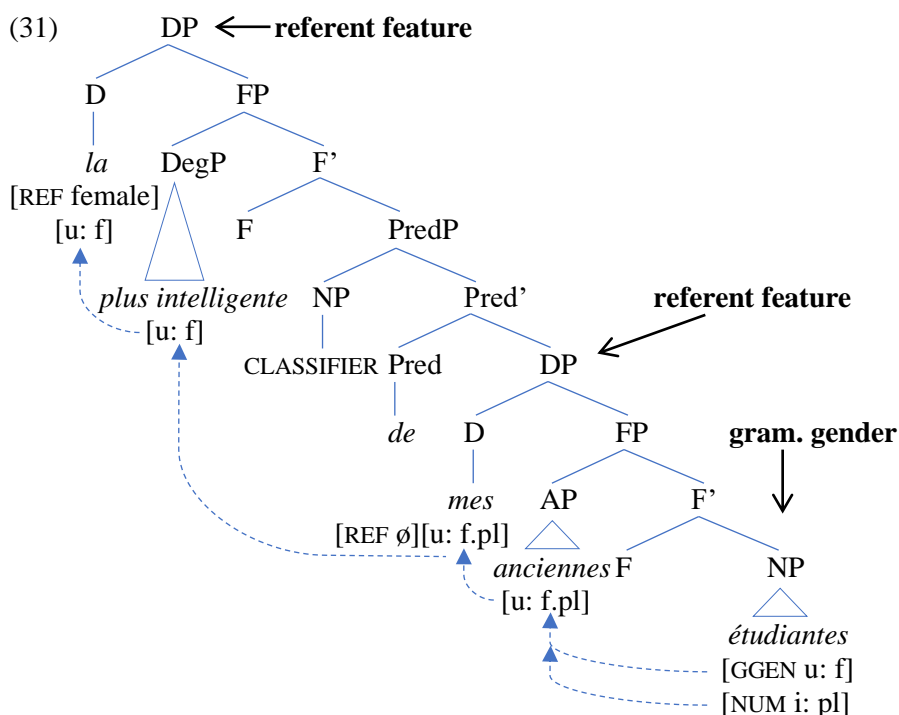 (31) DP referent feature
D FP
la DegP F’
[REF female] F PredP
[u: f]
plus intelligente NP Pred’ referent feature
[u: f]
CLASSIFIER Pred DP
de D FP gram. gender
mes AP F’
[REF ø][u: f.pl]
anciennes F NP
[u: f.pl]
étudiantes
[GGEN u: f]
[NUM i: pl]